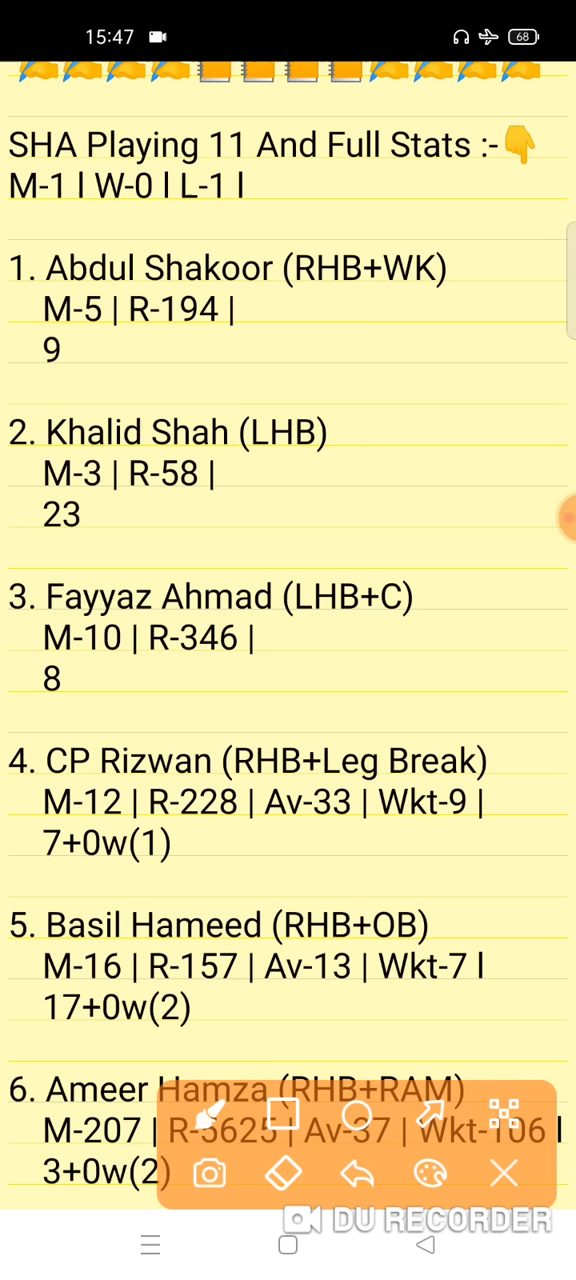 15:47
68
SHA Playing 11 And Full Stats :-👇
M-1 | W-0 | L-1 |
1. Abdul Shakoor (RHB+WK)
M-5 | R-194 |
9
2. Khalid Shah (LHB)
M-3 | R-58 |
23
3. Fayyaz Ahmad (LHB+C)
M-10 | R-346 |
8
4. CP Rizwan (RHB+Leg Break)
M-12 | R-228 | Av-33 | Wkt-9 |
7+0w(1)
5. Basil Hameed (RHB+OB)
M-16 | R-157 | Av-13 | Wkt-7 |
17+0w(2)
6. Ameer Hamza (RHB+RAM)
M-207 | R-5625 | Av-37 | Wkt-106 |
3+0w(2)
DU RECORDER